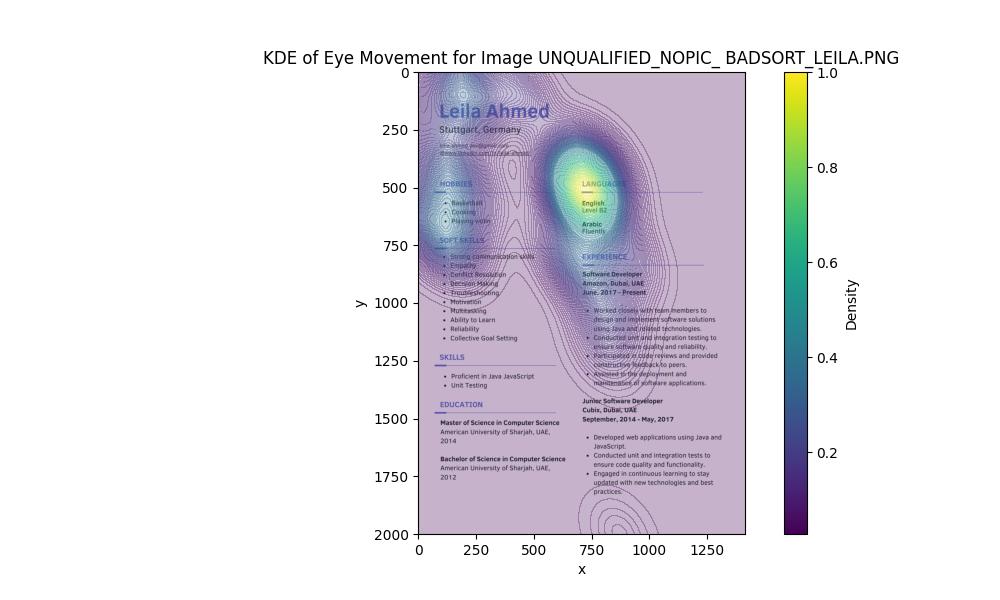 KDE of Eye Movement for Image UNQUALIFIED_NOPIC_ BADSORT_LEILA.PNG
0
250
500
750
1000
1250
1500
1750
2000
y
0
250
500
750
1000
1250
x
1.0
0.8
0.6
0.4
0.2
Density
Leila Ahmed
Stuttgart, Germany
HOBBIES
• Basketball
• Cooking
• Playing violin
SOFT SKILLS
• Strong communication skills
• Empathy
• Conflict Resolution
• Decision Making
• Troubleshooting
• Motivation
• Multitasking
• Ability to Learn
• Reliability
• Collective Goal Setting
SKILLS
• Proficient in Java JavaScript
• Unit Testing
EDUCATION
Master of Science in Computer Science
American University of Sharjah, UAE,
2014
Bachelor of Science in Computer Science
American University of Sharjah, UAE,
2012
LANGUAGES
English
Level B2
Arabic
Fluently
EXPERIENCE
Software Developer
Amazon, Dubai, UAE
June, 2017 - Present
• Worked closely with team members to
design and implement software solutions
using Java and related technologies.
• Conducted unit and integration testing to
ensure software quality and reliability.
• Participated in code reviews and provided
constructive feedback to peers.
• Assisted in the deployment and
maintenance of software applications.
Junior Software Developer
Cubix, Dubai, UAE
September, 2014 - May, 2017
• Developed web applications using Java and
JavaScript.
• Conducted unit and integration tests to
ensure code quality and functionality.
• Engaged in continuous learning to stay
updated with new technologies and best
practices.